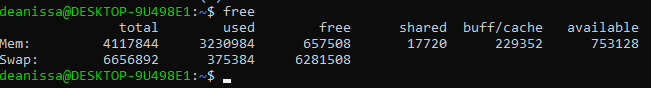 deanissa@DESKTOP-9U498E1:~$ free
total used free shared buff/cache available
Mem: 4117844 3230984 657508 17720 229352 753128
Swap: 6656892 375384 6281508
deanissa@DESKTOP-9U498E1:~$